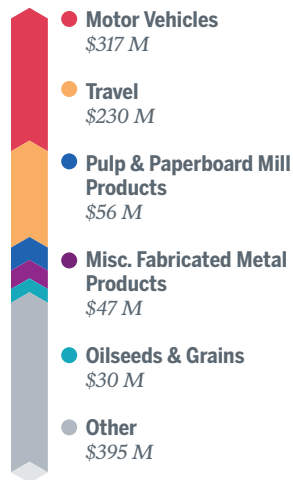 Motor Vehicles
$317 M
Travel
$230 M
Pulp & Paperboard Mill
Products
$56 M
Misc. Fabricated Metal
Products
$47 M
Oilseeds & Grains
$30 M
Other
$395 M